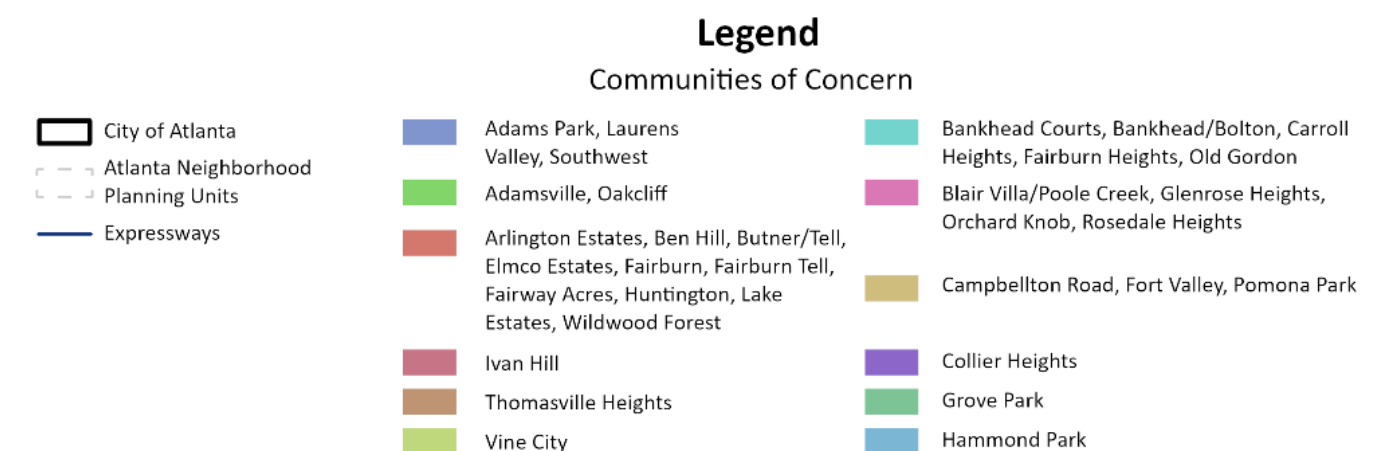 Legend
Communities of Concern
City of Atlanta
Atlanta Neighborhood
Planning Units
Expressways
Adams Park, Laurens
Valley, Southwest
Adamsville, Oakcliff
Arlington Estates, Ben Hill, Butner/Tell,
Elmco Estates, Fairburn, Fairburn Tell,
Fairway Acres, Huntington, Lake
Estates, Wildwood Forest
Ivan Hill
Thomasville Heights
Vine City
Bankhead Courts, Bankhead/Bolton, Carroll
Heights, Fairburn Heights, Old Gordon
Blair Villa/Poole Creek, Glenrose Heights,
Orchard Knob, Rosedale Heights
Campbellton Road, Fort Valley, Pomona Park
Collier Heights
Grove Park
Hammond Park